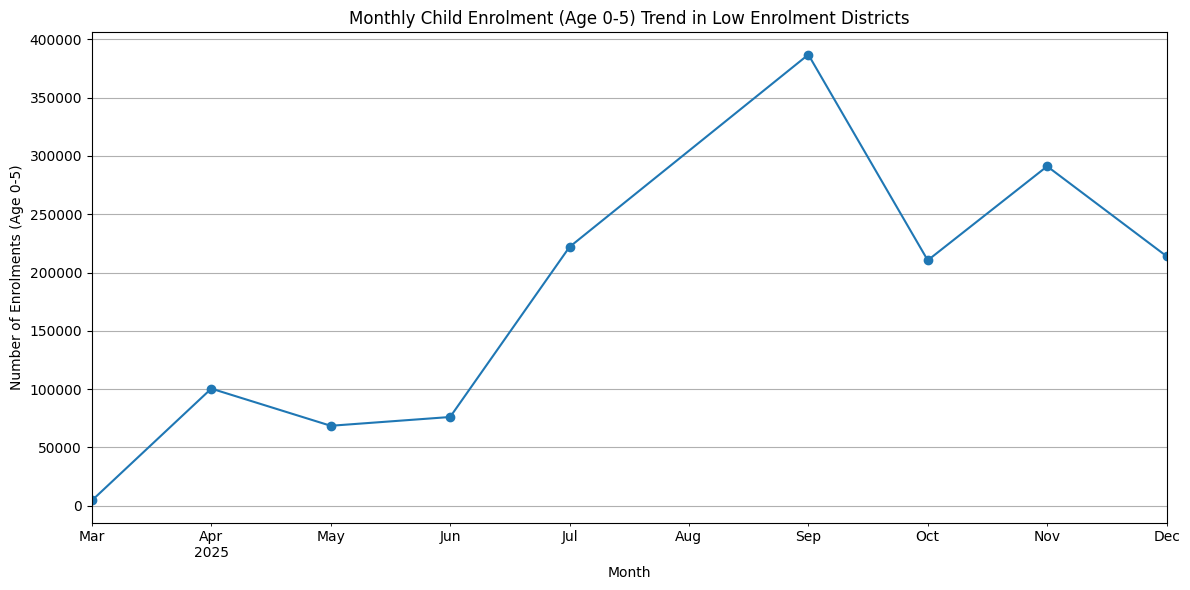 Monthly Child Enrolment (Age 0-5) Trend in Low Enrolment Districts
Number of Enrolments (Age 0-5)
400000
350000
300000
250000
200000
150000
100000
50000
0
Mar Apr May Jun Jul Aug Sep Oct Nov Dec
2025
Month